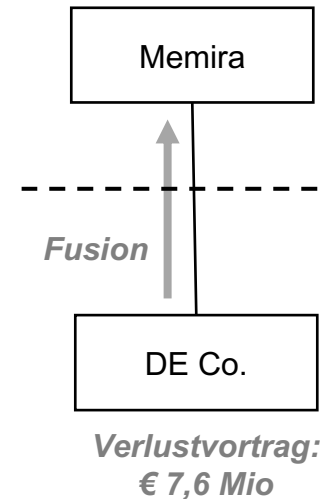 Memira
Fusion
DE Co.
Verlustvortrag:
€ 7,6 Mio